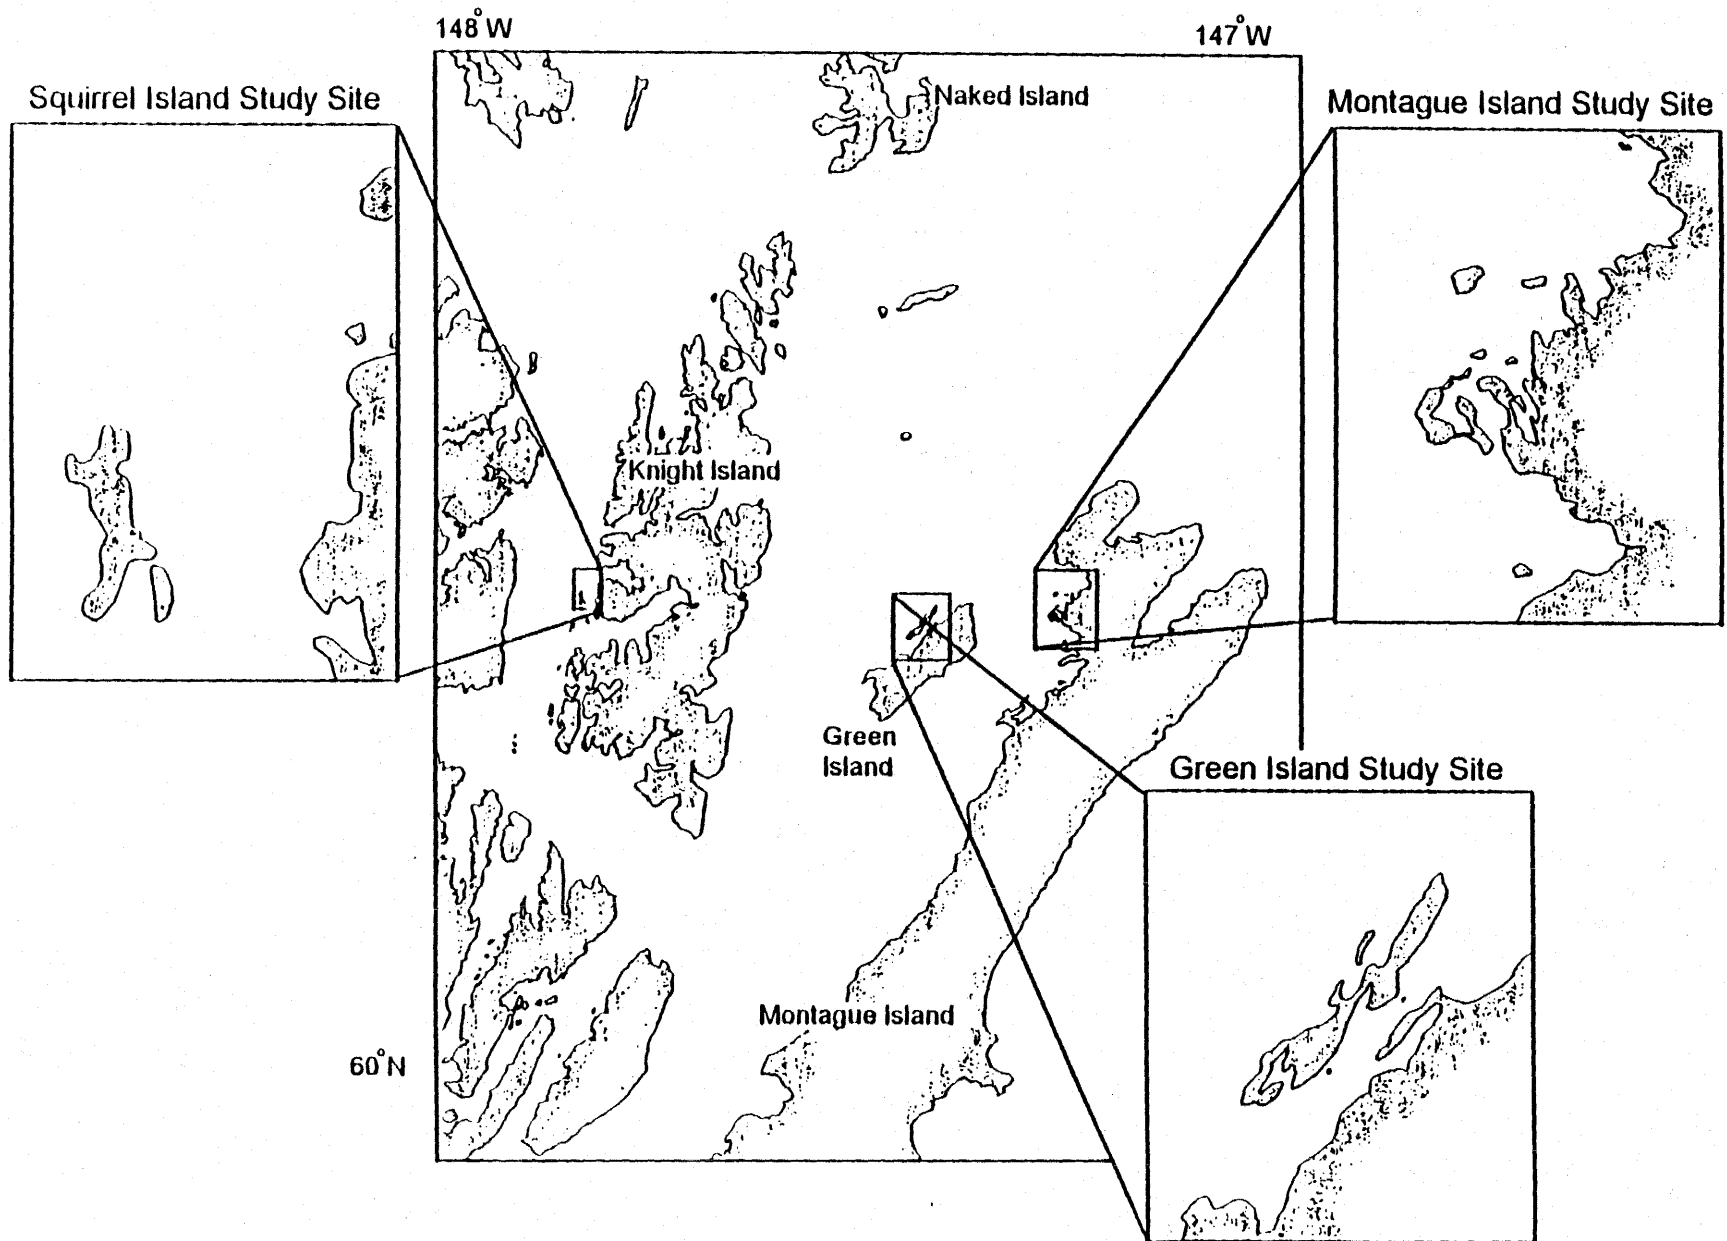 148°W
147°W
Squirrel Island Study Site
Naked Island
Montague Island Study Site
Knight Island
Green
Island
Green Island Study Site
Montague Island
60°N